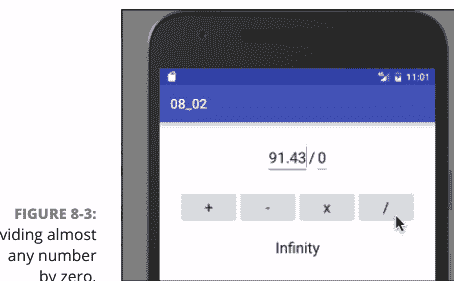 11:01
08_02
91.43/0
+ - x /
Infinity
FIGURE 8-3:
viding almost
any number
by zero.